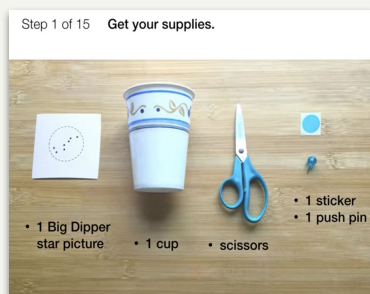 Step 1 of 15 Get your supplies.
• 1 Big Dipper
star picture
• 1 cup
• scissors
• 1 sticker
• 1 push pin